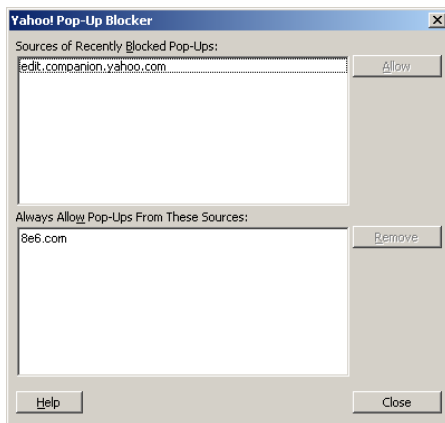 Yahoo! Pop-Up Blocker
Sources of Recently Blocked Pop-Ups:
edit.companion.yahoo.com
Allow
Always Allow Pop-Ups From These Sources:
8e6.com
Remove
Help
Close